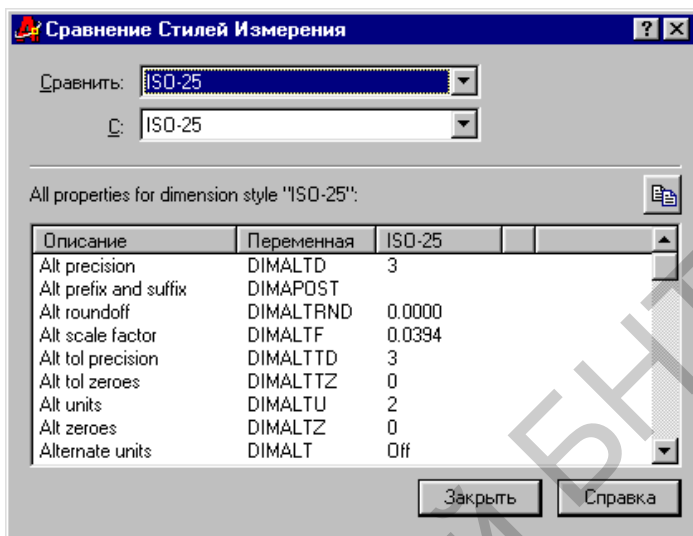 Сравнение Стилей Измерения
Сравнить: ISO-25
С: ISO-25
All properties for dimension style "ISO-25":
Описание Переменная ISO-25
Alt precision DIMALTD 3
Alt prefix and suffix DIMAPOST
Alt roundoff DIMALTRND 0.0000
Alt scale factor DIMALTF 0.0394
Alt tol precision DIMALTTD 3
Alt tol zeroes DIMALTTZ 0
Alt units DIMALTU 2
Alt zeroes DIMALTZ 0
Alternate units DIMALT Off
Закрыть Справка
й БНТ